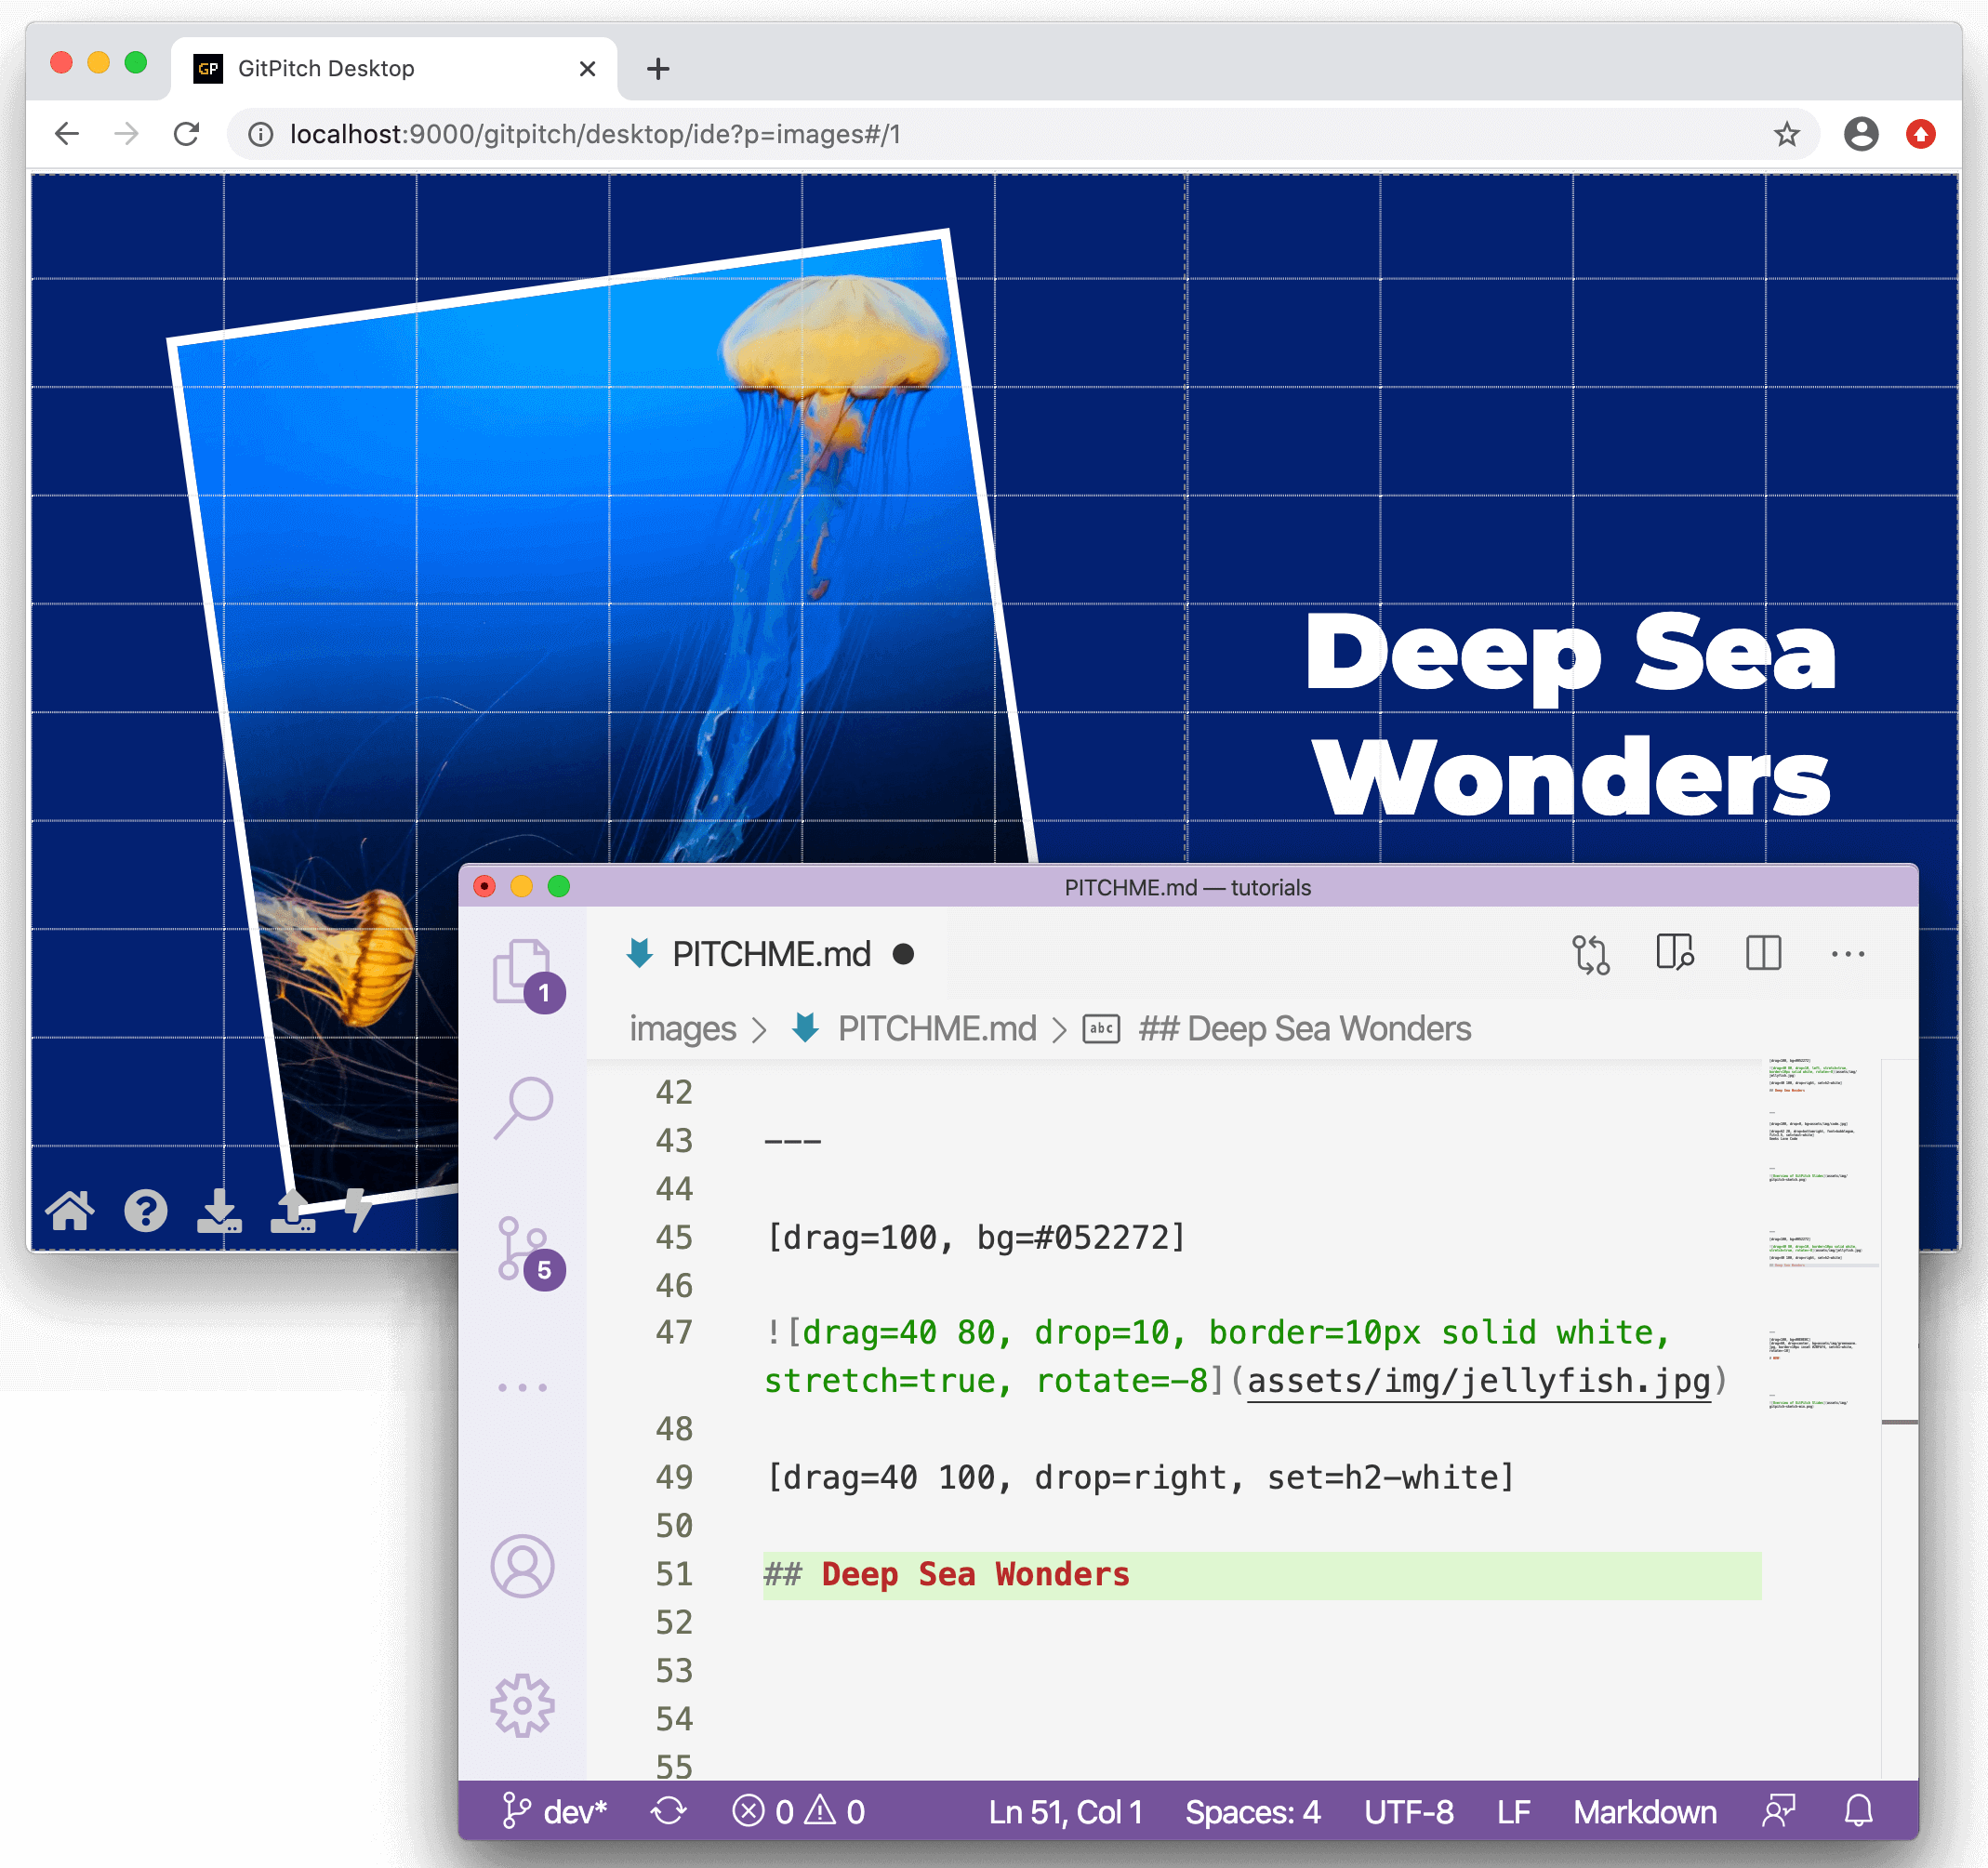 GP GitPitch Desktop
localhost:9000/gitpitch/desktop/ide?p=images#/1
Deep Sea
Wonders
PITCHME.md — tutorials
PITCHME.md
1
images > PITCHME.md > abc ## Deep Sea Wonders
42
43 ---
44
45 [drag=100, bg=#052272]
46
47 ![drag=40 80, drop=10, border=10px solid white,
stretch=true, rotate=-8](assets/img/jellyfish.jpg)
48
49 [drag=40 100, drop=right, set=h2-white]
50
51 ## Deep Sea Wonders
52
53
54
55
5
dev* 0 0 Ln 51, Col 1 Spaces: 4 UTF-8 LF Markdown